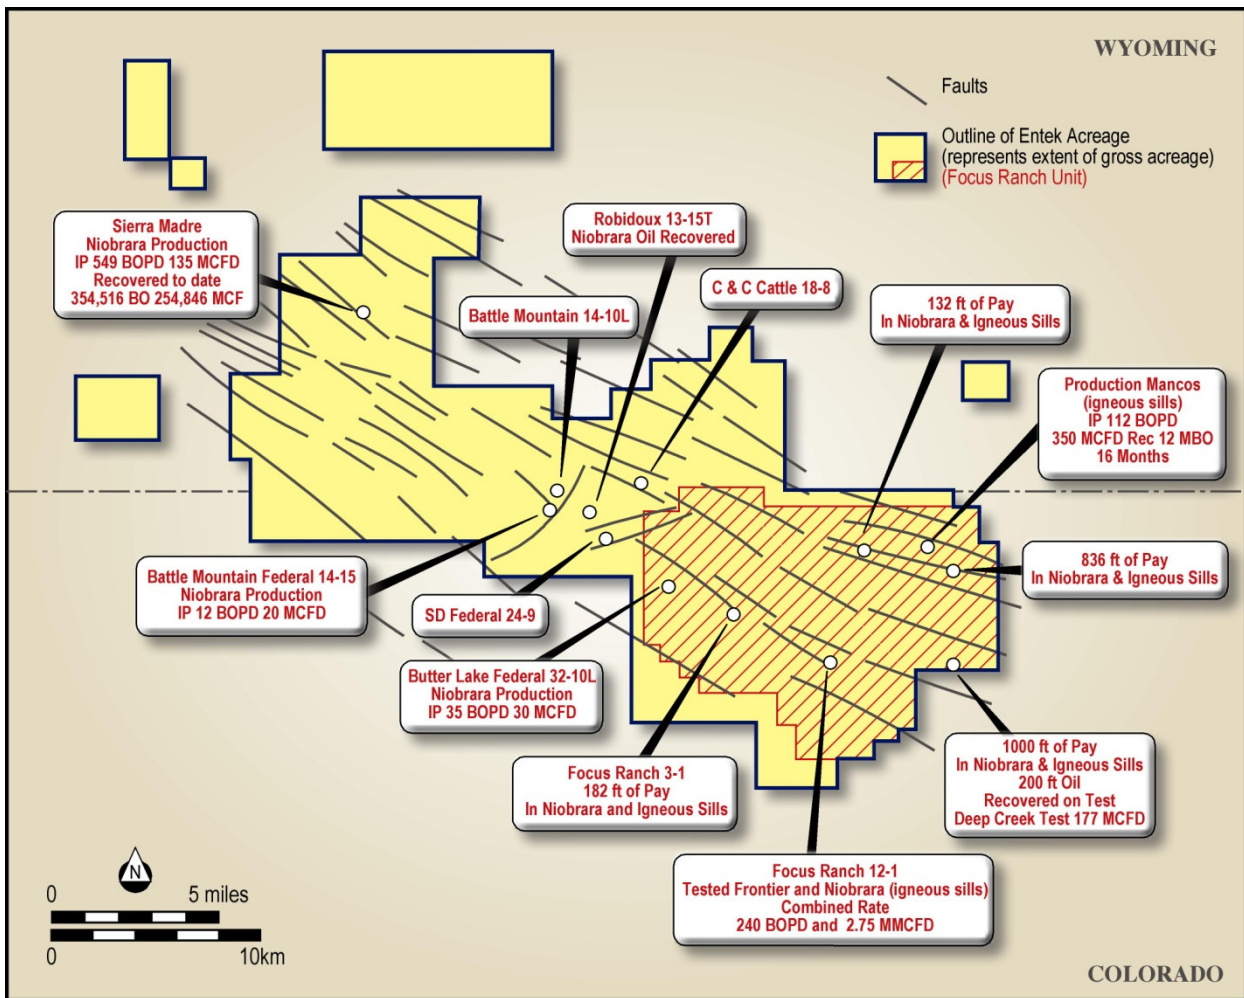 WYOMING
Faults
Outline of Entek Acreage
(represents extent of gross acreage)
(Focus Ranch Unit)
Sierra Madre
Niobrara Production
IP 549 BOPD 135 MCFD
Recovered to date
354,516 BO 254,846 MCF
Robidoux 13-15T
Niobrara Oil Recovered
Battle Mountain 14-10L
C & C Cattle 18-8
132 ft of Pay
In Niobrara & Igneous Sills
Production Mancos
(igneous sills)
IP 112 BOPD
350 MCFD Rec 12 MBO
16 Months
836 ft of Pay
In Niobrara & Igneous Sills
Battle Mountain Federal 14-15
Niobrara Production
IP 12 BOPD 20 MCFD
SD Federal 24-9
Butter Lake Federal 32-10L
Niobrara Production
IP 35 BOPD 30 MCFD
Focus Ranch 3-1
182 ft of Pay
In Niobrara and Igneous Sills
1000 ft of Pay
In Niobrara & Igneous Sills
200 ft Oil
Recovered on Test
Deep Creek Test 177 MCFD
Focus Ranch 12-1
Tested Frontier and Niobrara (igneous sills)
Combined Rate
240 BOPD and 2.75 MMCFD
N
0 5 miles
0 10km
COLORADO